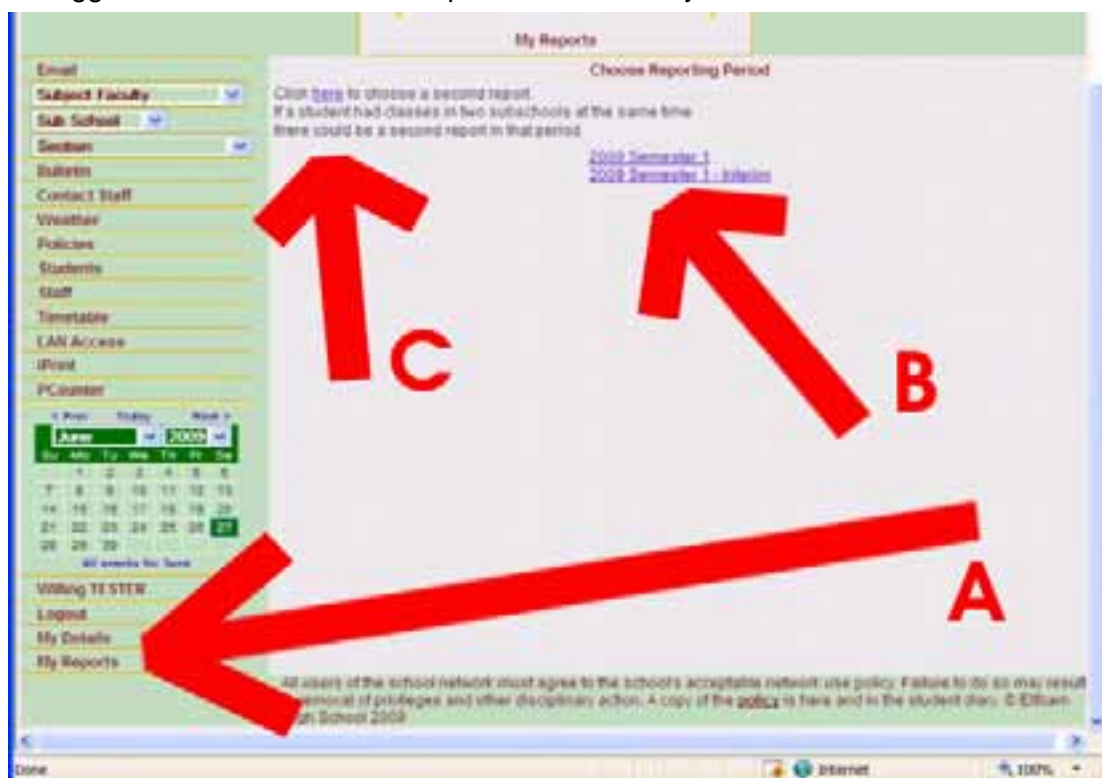 My Reports
Email
Subject Faculty
Sub School
Section
Bulletin
Contact Staff
Weather
Policies
Students
Staff
Timetable
LAN Access
iPrint
PCounter
< Prev Today Next >
June 2009
Su Mo Tu We Th Fr Sa
1 2 3 4 5 6
7 8 9 10 11 12 13
14 15 16 17 18 19 20
21 22 23 24 25 26 27
28 29 30
All events for June
Willing TESTER
Logout
My Details
My Reports
Choose Reporting Period
Click here to choose a second report.
If a student had classes in two subschools at the same time
there could be a second report in that period
2009 Semester 1
2009 Semester 1 - Interim
C
B
A
All users of the school network must agree to the school's acceptable network use policy. Failure to do so may result
removal of privileges and other disciplinary action. A copy of the policy is here and in the student diary. © Eltham
High School 2009
Done
Internet
100%